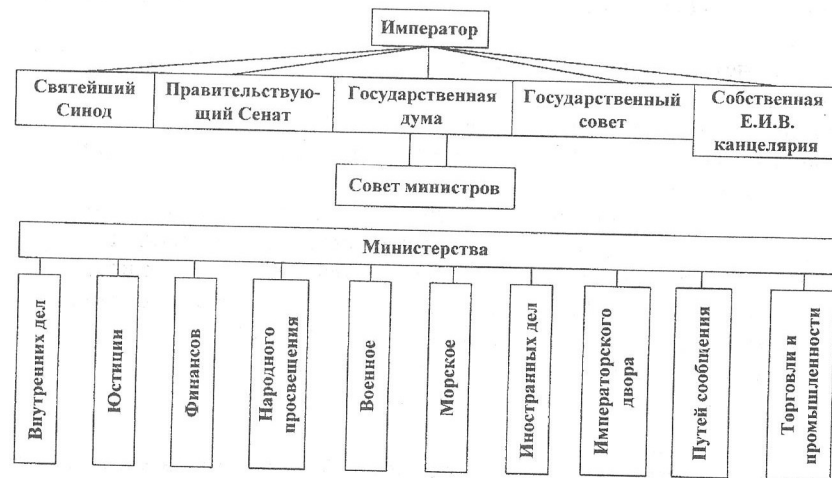 Император
Святейший
Синод
Правительствую-
щий Сенат
Государственная
дума
Государственный
совет
Собственная
Е.И.В.
канцелярия
Совет министров
Министерства
Внутренних дел
Юстиции
Финансов
Народного
просвещения
Военное
Морское
Иностранных дел
Императорского
двора
Путей сообщения
Торговли и
промышленности